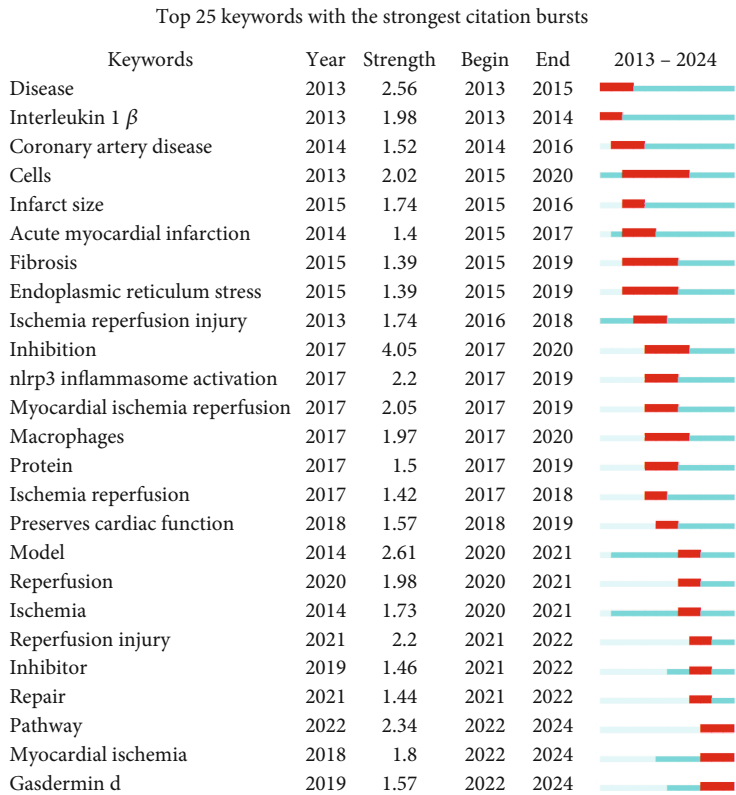 Top 25 keywords with the strongest citation bursts
Keywords Year Strength Begin End 2013 – 2024
Disease 2013 2.56 2013 2015
Interleukin 1 β 2013 1.98 2013 2014
Coronary artery disease 2014 1.52 2014 2016
Cells 2013 2.02 2015 2020
Infarct size 2015 1.74 2015 2016
Acute myocardial infarction 2014 1.4 2015 2017
Fibrosis 2015 1.39 2015 2019
Endoplasmic reticulum stress 2015 1.39 2015 2019
Ischemia reperfusion injury 2013 1.74 2016 2018
Inhibition 2017 4.05 2017 2020
nlrp3 inflammasome activation 2017 2.2 2017 2019
Myocardial ischemia reperfusion 2017 2.05 2017 2019
Macrophages 2017 1.97 2017 2020
Protein 2017 1.5 2017 2019
Ischemia reperfusion 2017 1.42 2017 2018
Preserves cardiac function 2018 1.57 2018 2019
Model 2014 2.61 2020 2021
Reperfusion 2020 1.98 2020 2021
Ischemia 2014 1.73 2020 2021
Reperfusion injury 2021 2.2 2021 2022
Inhibitor 2019 1.46 2021 2022
Repair 2021 1.44 2021 2022
Pathway 2022 2.34 2022 2024
Myocardial ischemia 2018 1.8 2022 2024
Gasdermin d 2019 1.57 2022 2024